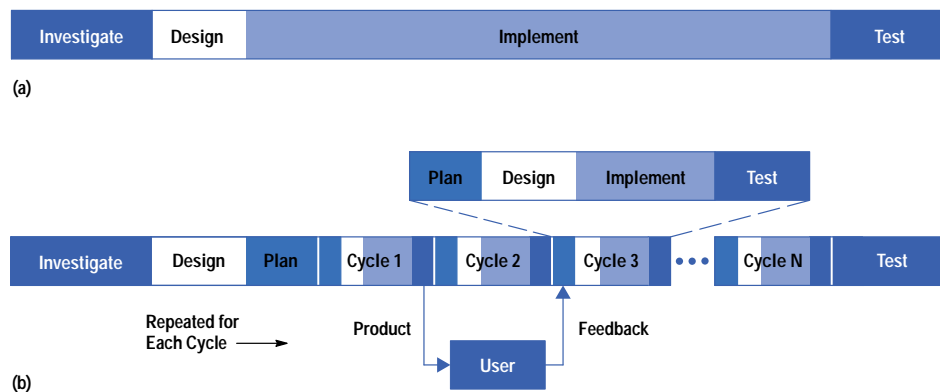 Investigate Design Implement Test
(a)
Plan Design Implement Test
Investigate Design Plan Cycle 1 Cycle 2 Cycle 3 Cycle N Test
Repeated for
Each Cycle
Product
Feedback
User
(b)